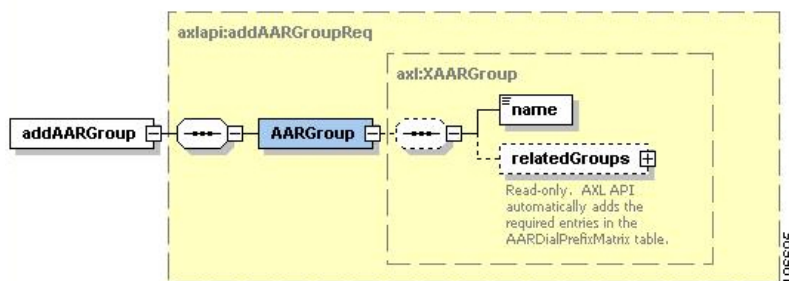 axlapi:addAARGroupReq
axl:XAARGroup
addAARGroup
AARGroup
name
relatedGroups
Read-only. AXL API
automatically adds the
required entries in the
AARDialPrefixMatrix table.